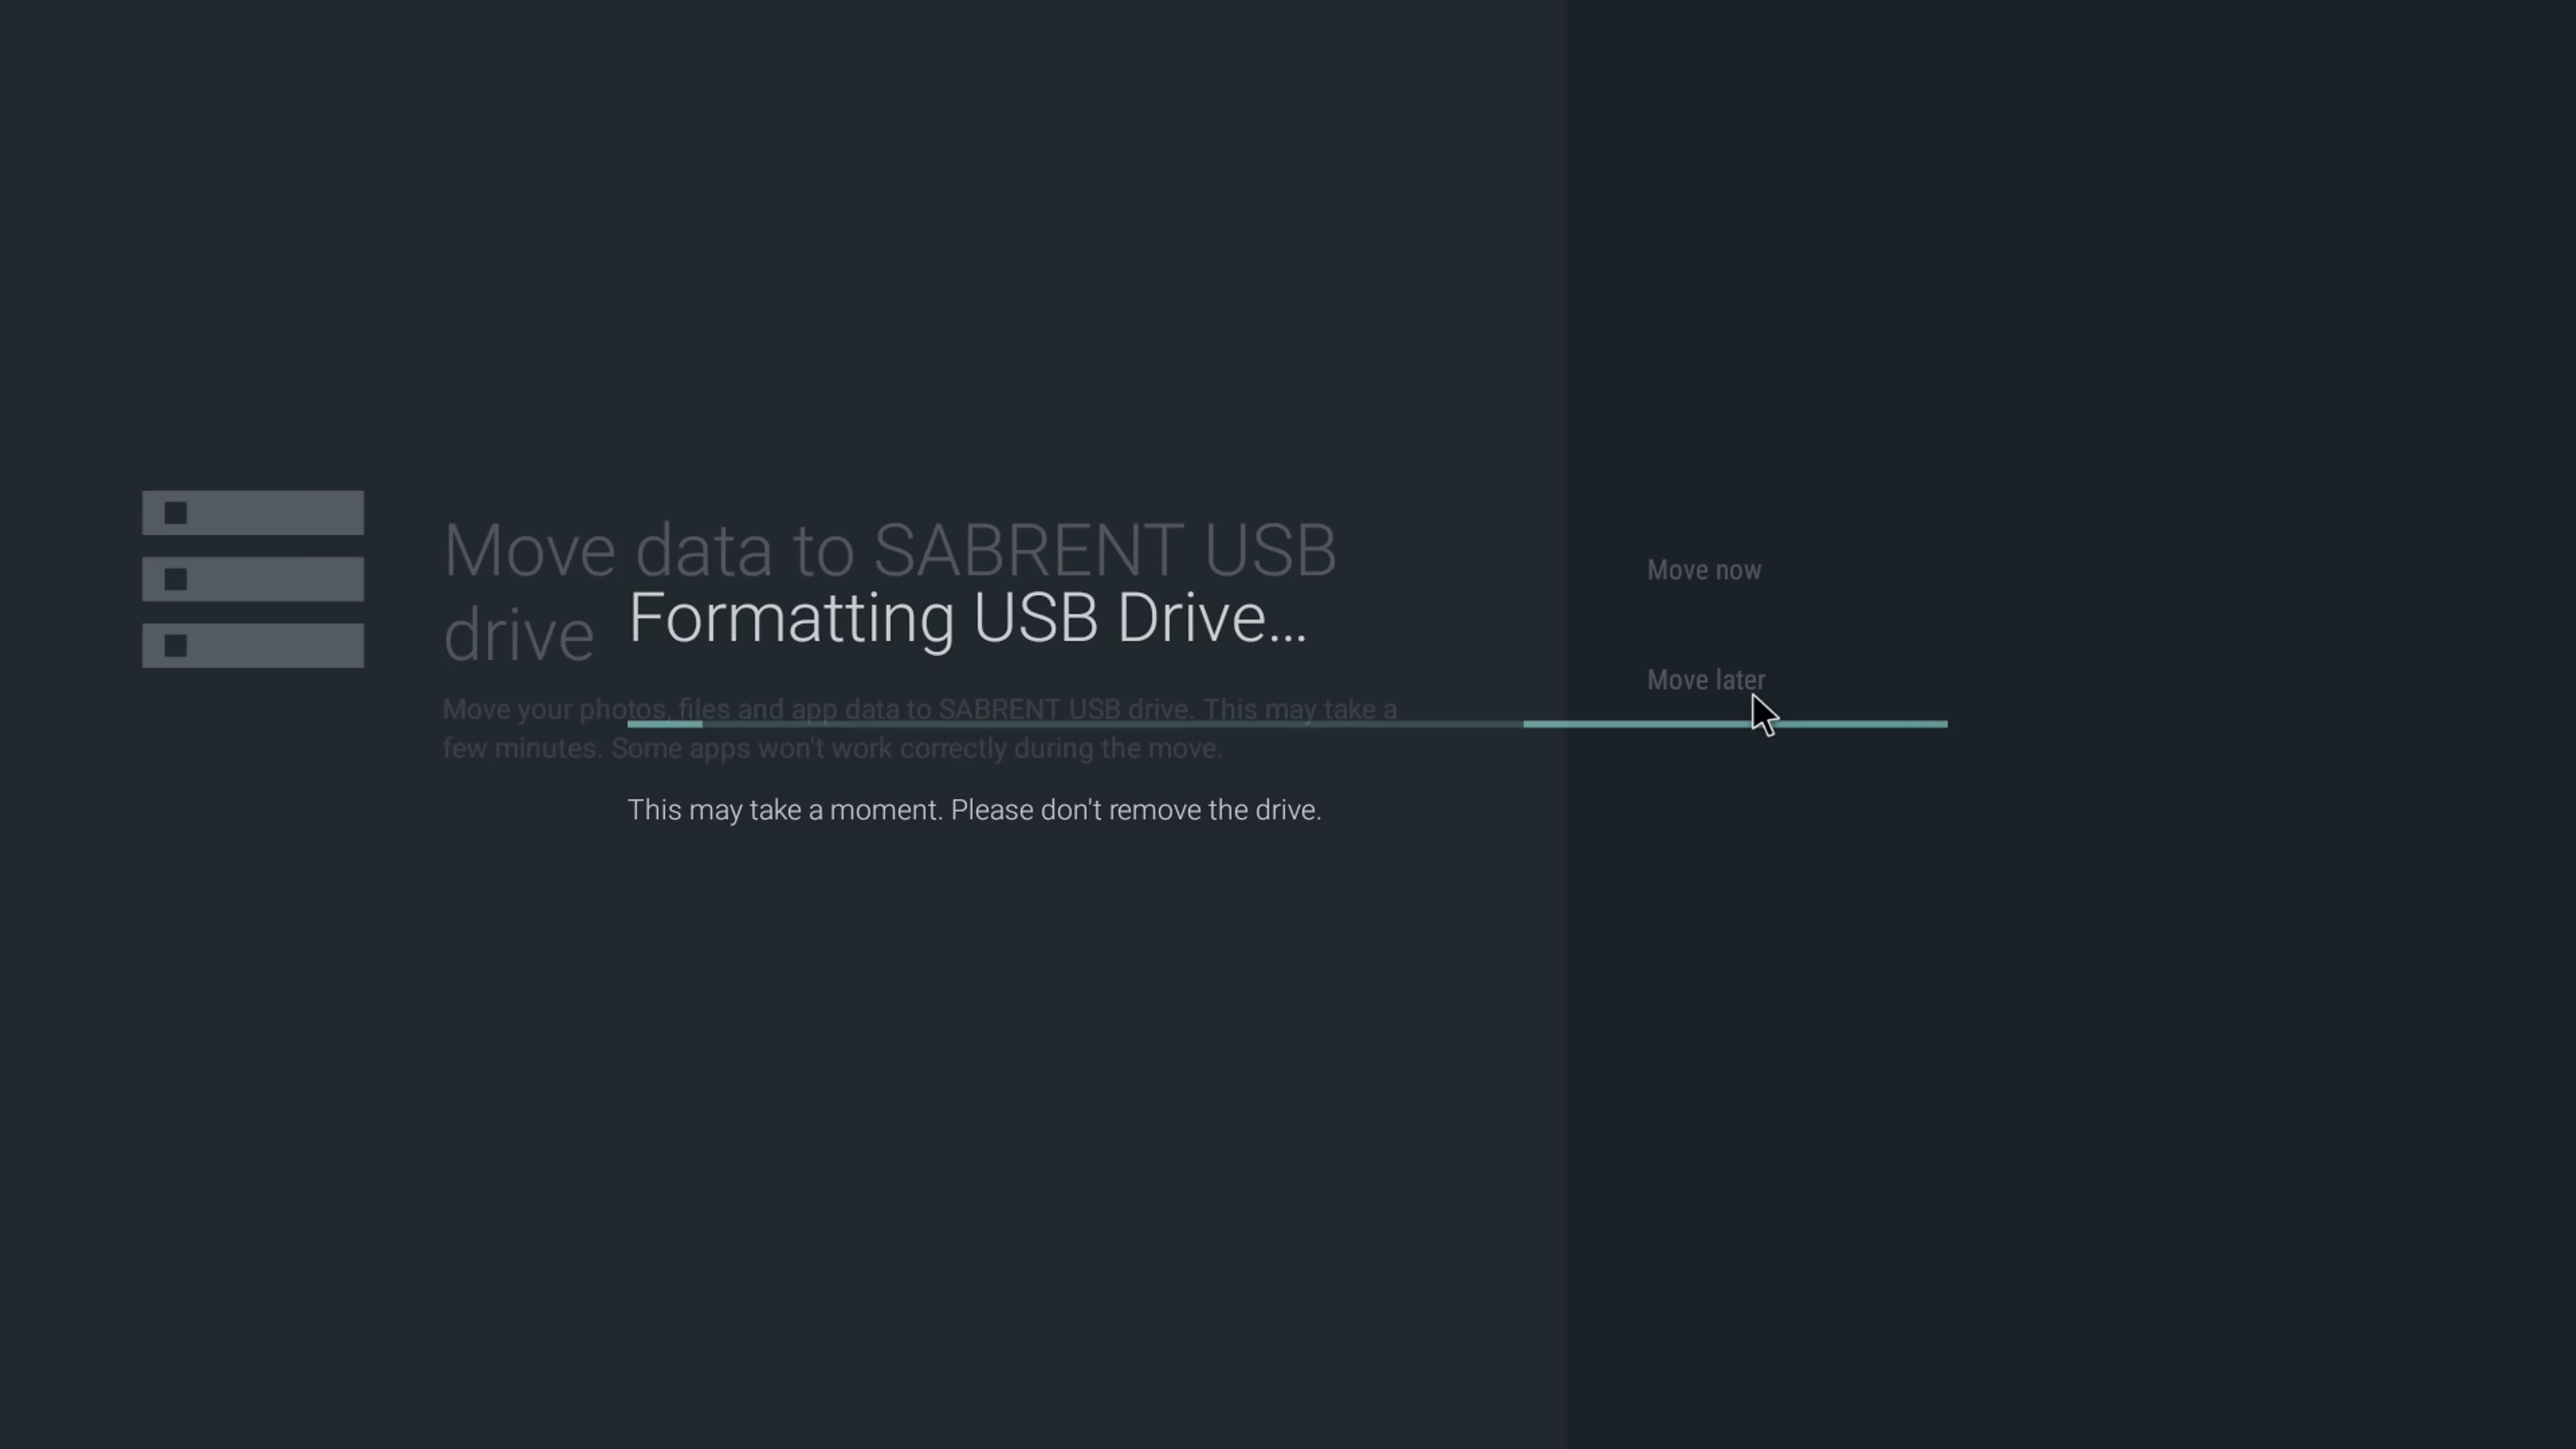 Move data to SABRENT USB
drive
Formatting USB Drive...
Move your photos, files and app data to SABRENT USB drive. This may take a
few minutes. Some apps won't work correctly during the move.
This may take a moment. Please don't remove the drive.
Move now
Move later